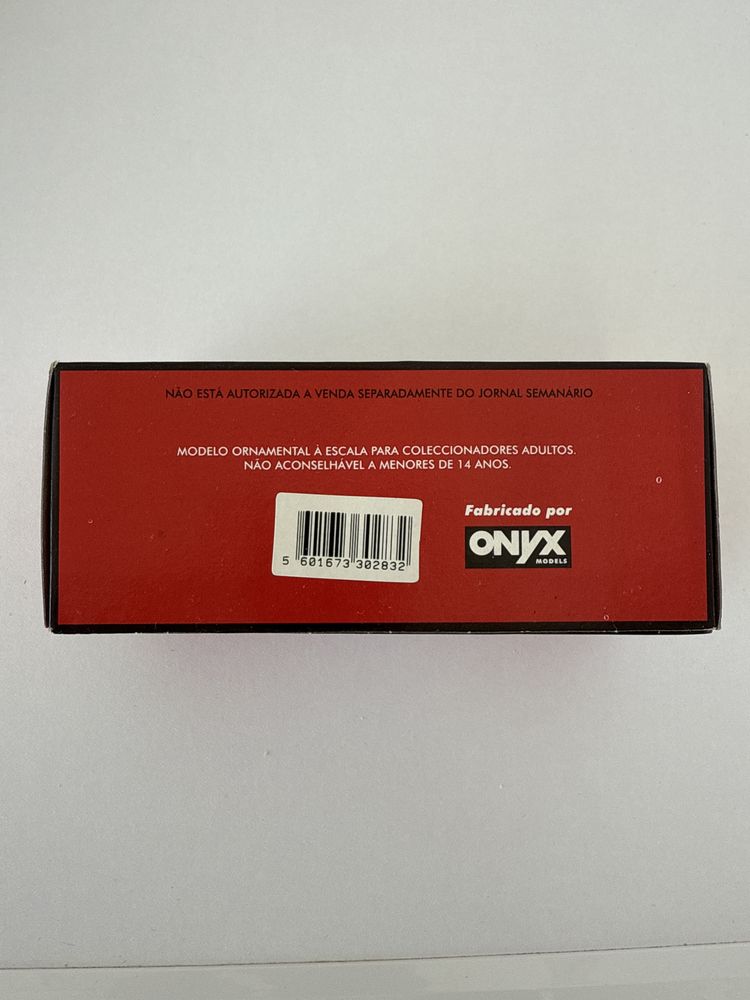 NÃO ESTÁ AUTORIZADA A VENDA SEPARADAMENTE DO JORNAL SEMANÁRIO
MODELO ORNAMENTAL À ESCALA PARA COLECCIONADORES ADULTOS.
NÃO ACONSELHÁVEL A MENORES DE 14 ANOS.
5 601673 302832
Fabricado por
ONYX
MODELS